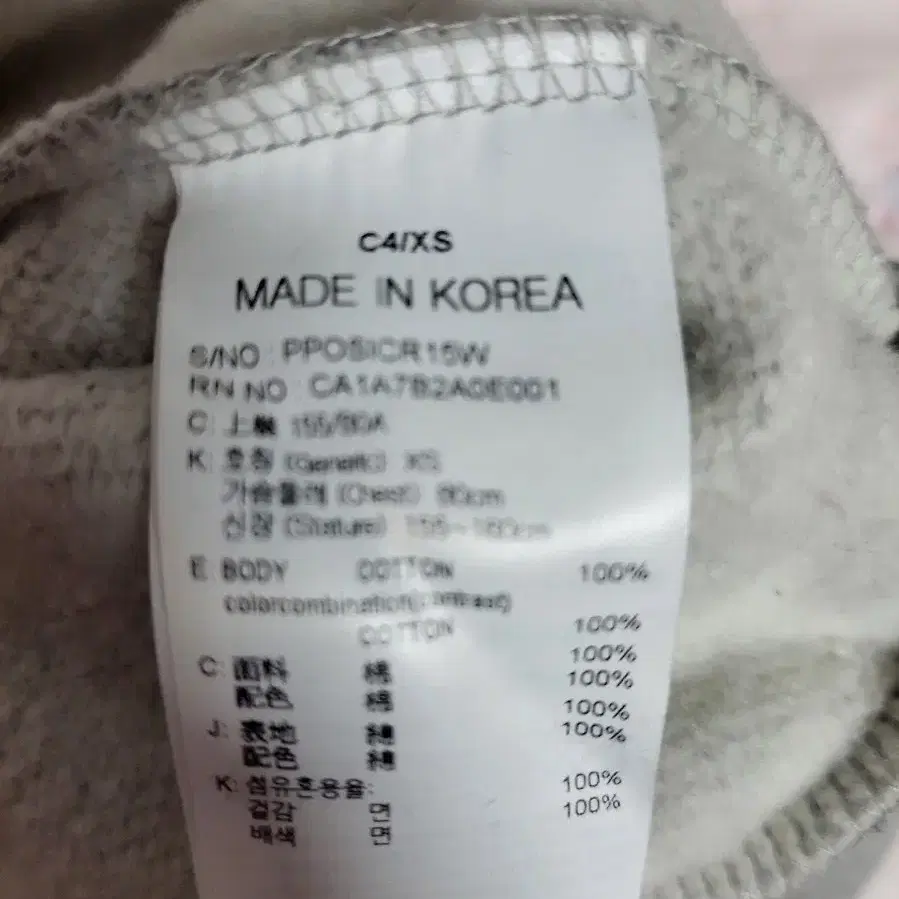 C4/XS
MADE IN KOREA
S/NO : PPOSICR15W
RN NO : CA1A7B2A0E001
C: 上裝 155/80A
K: 호칭 XS
가슴둘레 (Chest) 80cm
신장 (Stature) 155~160cm
E: BODY COTTON 100%
colorcombination(contrast)
COTTON 100%
C: 面料 棉 100%
配色 棉 100%
J: 表地 綿 100%
配色 綿 100%
K: 섬유혼용율:
겉감 면 100%
배색 면 100%